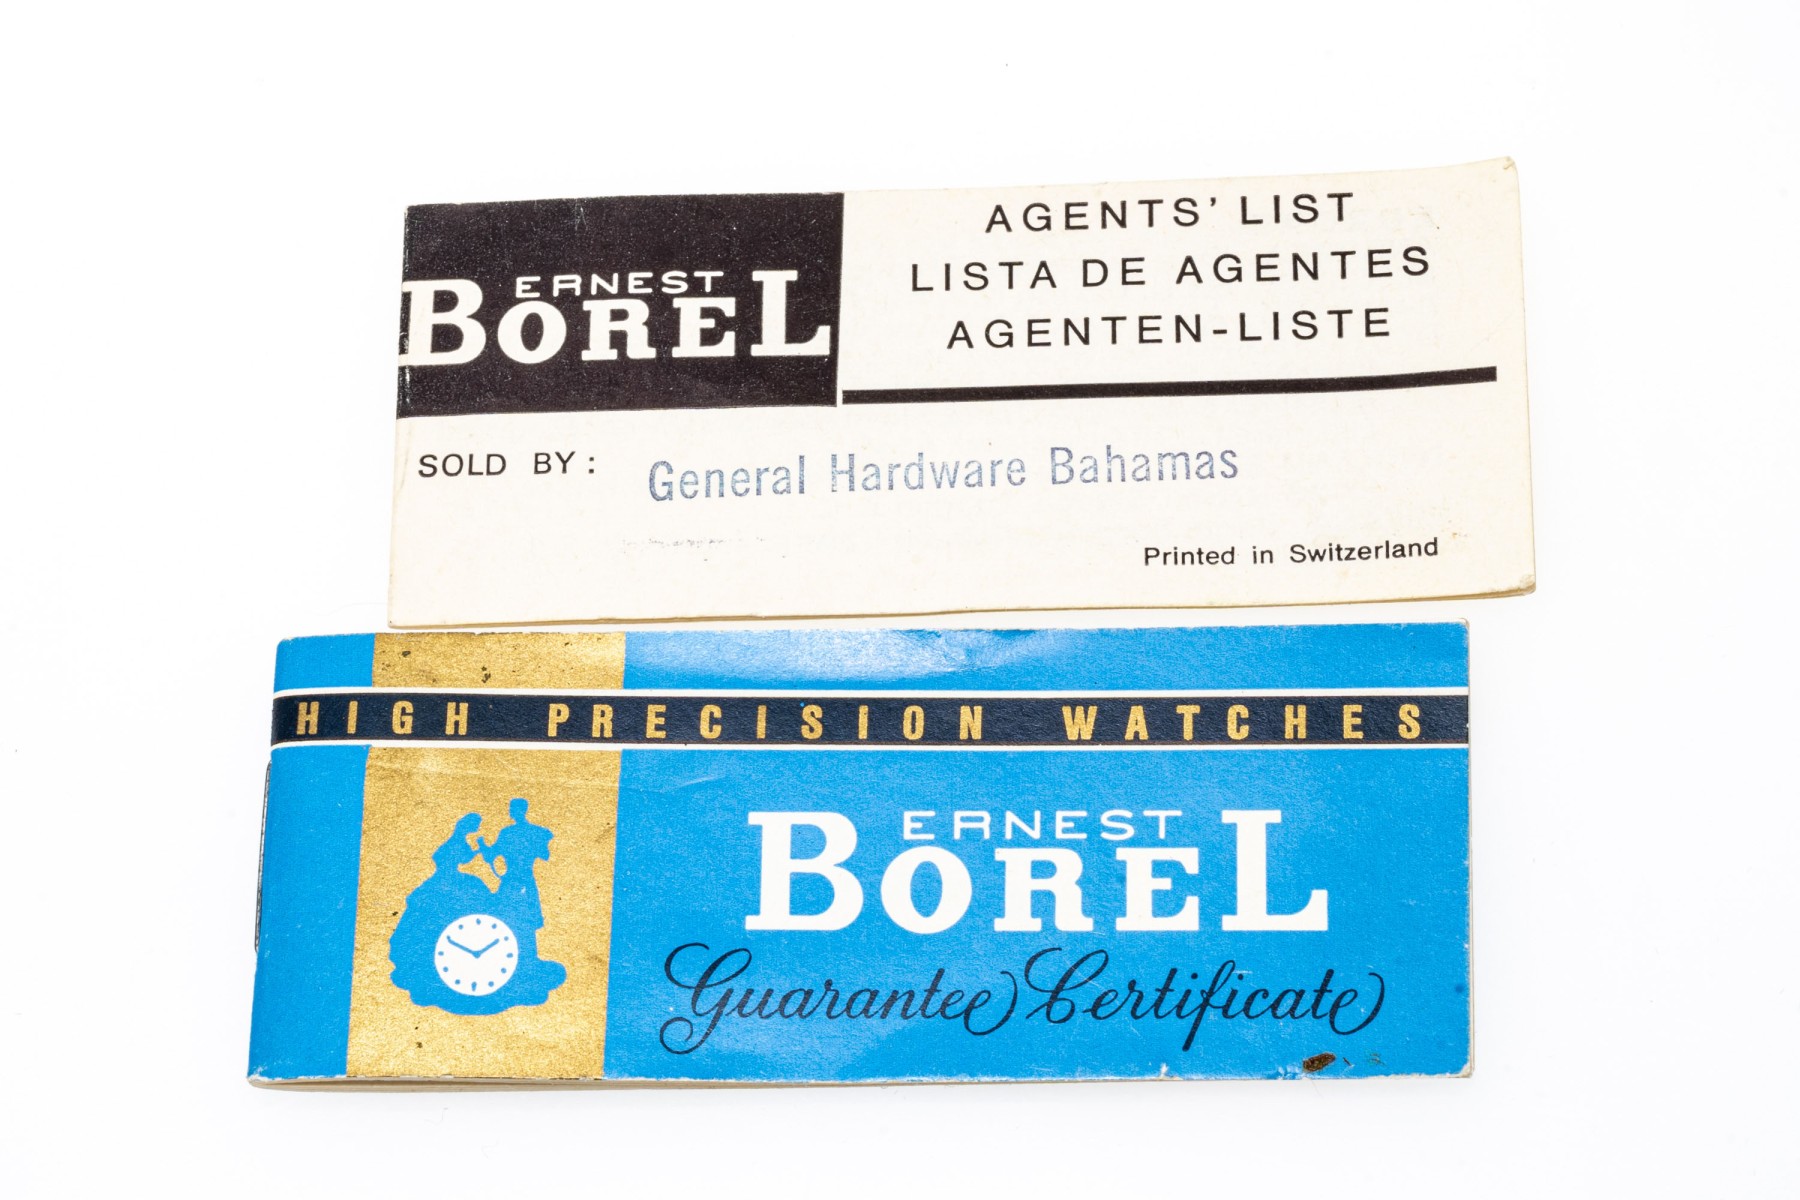 ERNEST
BOREL
AGENTS' LIST
LISTA DE AGENTES
AGENTEN-LISTE
SOLD BY:
General Hardware Bahamas
Printed in Switzerland
HIGH PRECISION WATCHES
ERNEST
BOREL
Guarantee Certificate